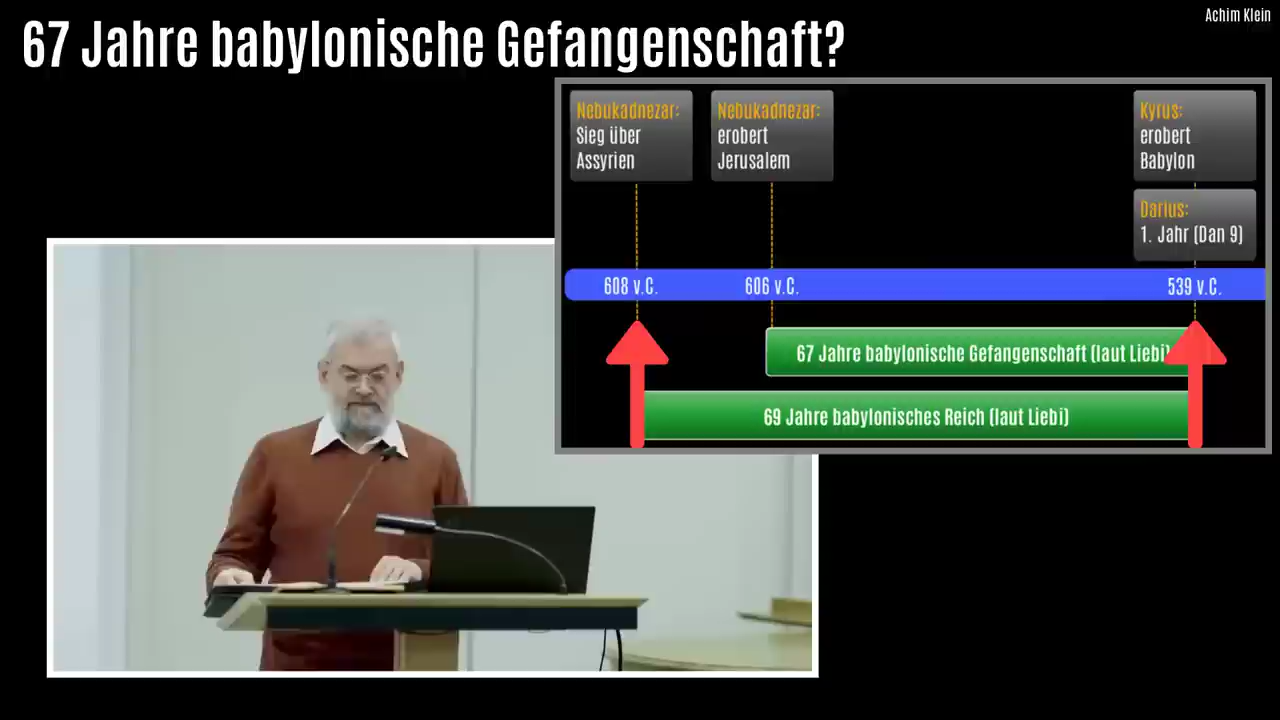 Achim Klein
67 Jahre babylonische Gefangenschaft?
Nebukadnezar:
Sieg über
Assyrien
Nebukadnezar:
erobert
Jerusalem
Kyrus:
erobert
Babylon
Darius:
1. Jahr (Dan 9)
608 v.C. 606 v.C. 539 v.C.
67 Jahre babylonische Gefangenschaft (laut Liebi)
69 Jahre babylonisches Reich (laut Liebi)